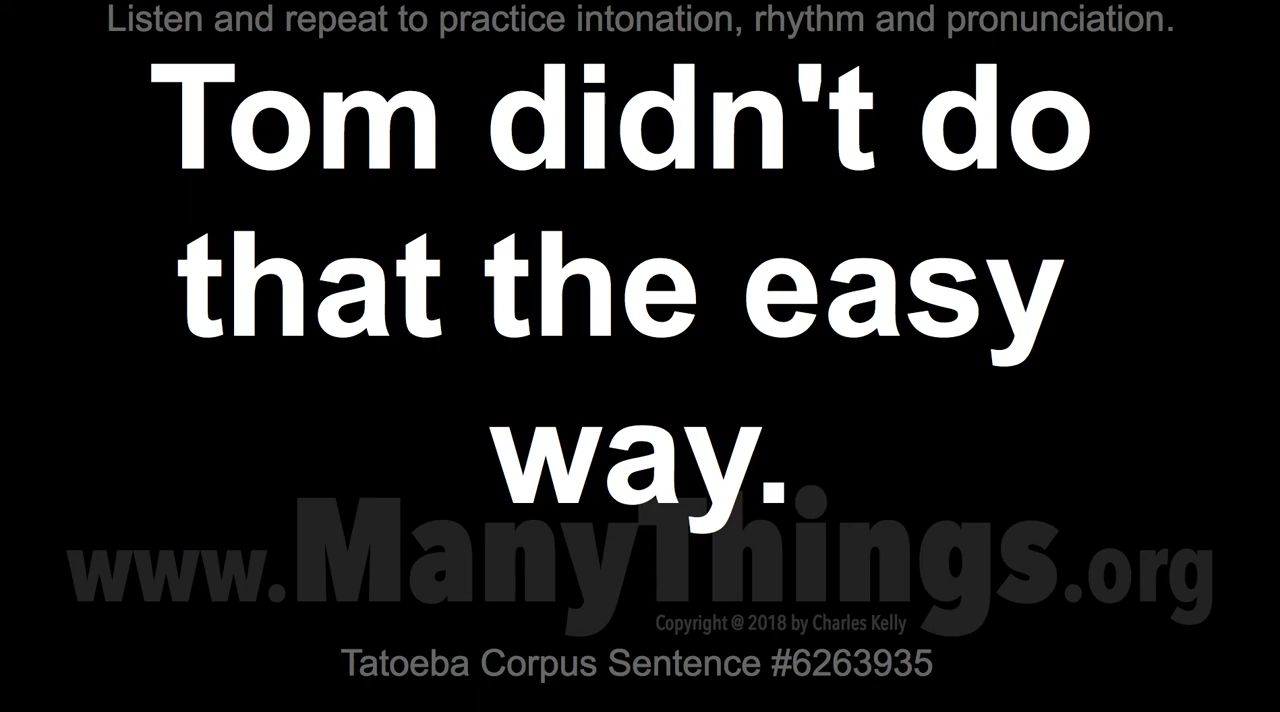 Listen and repeat to practice intonation, rhythm and pronunciation.
Tom didn't do
that the easy
way.
www.ManyThings.org
Copyright @ 2018 by Charles Kelly
Tatoeba Corpus Sentence #6263935